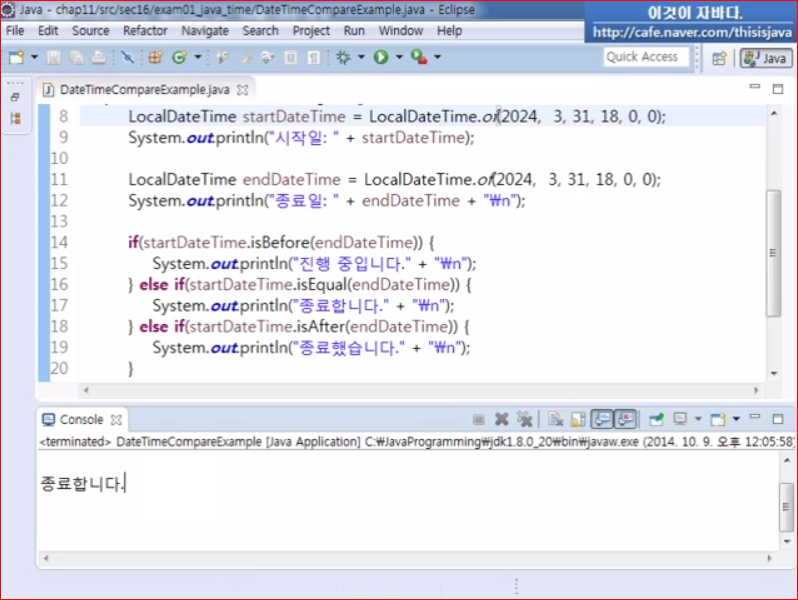 Java - chap11/src/sec16/exam01_java_time/DateTimeCompareExample.java - Eclipse
이것이 자바다.
http://cafe.naver.com/thisisjava
File Edit Source Refactor Navigate Search Project Run Window Help
Quick Access
Java
DateTimeCompareExample.java
8 LocalDateTime startDateTime = LocalDateTime.of(2024, 3, 31, 18, 0, 0);
9 System.out.println("시작일: " + startDateTime);
10
11 LocalDateTime endDateTime = LocalDateTime.of(2024, 3, 31, 18, 0, 0);
12 System.out.println("종료일: " + endDateTime + "₩n");
13
14 if(startDateTime.isBefore(endDateTime)) {
15 System.out.println("진행 중입니다." + "₩n");
16 } else if(startDateTime.isEqual(endDateTime)) {
17 System.out.println("종료합니다." + "₩n");
18 } else if(startDateTime.isAfter(endDateTime)) {
19 System.out.println("종료했습니다." + "₩n");
20 }
Console
<terminated> DateTimeCompareExample [Java Application] C:₩JavaProgramming₩jdk1.8.0_20₩bin₩javaw.exe (2014. 10. 9. 오후 12:05:58)
종료합니다.